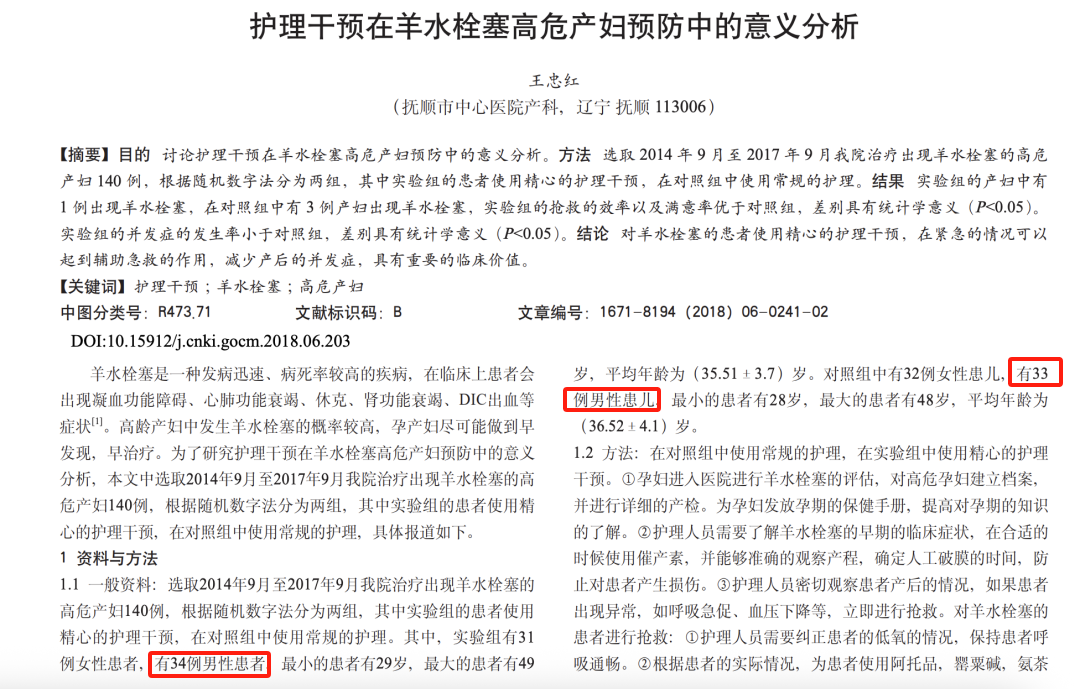 护理干预在羊水栓塞高危产妇预防中的意义分析
王忠红
（抚顺市中心医院产科，辽宁 抚顺 113006）
【摘要】目的 讨论护理干预在羊水栓塞高危产妇预防中的意义分析。方法 选取 2014 年 9 月至 2017 年 9 月我院治疗出现羊水栓塞的高危
产妇 140 例，根据随机数字法分为两组，其中实验组的患者使用精心的护理干预，在对照组中使用常规的护理。结果 实验组的产妇中有
1 例出现羊水栓塞，在对照组中有 3 例产妇出现羊水栓塞，实验组的抢救的效率以及满意率优于对照组，差别具有统计学意义（P<0.05）。
实验组的并发症的发生率小于对照组，差别具有统计学意义（P<0.05）。结论 对羊水栓塞的患者使用精心的护理干预，在紧急的情况可以
起到辅助急救的作用，减少产后的并发症，具有重要的临床价值。
【关键词】护理干预；羊水栓塞；高危产妇
中图分类号：R473.71 文献标识码：B 文章编号：1671-8194（2018）06-0241-02
DOI:10.15912/j.cnki.gocm.2018.06.203
羊水栓塞是一种发病迅速、病死率较高的疾病，在临床上患者会
出现凝血功能障碍、心肺功能衰竭、休克、肾功能衰竭、DIC出血等
症状[1]。高龄产妇中发生羊水栓塞的概率较高，孕产妇尽可能做到早
发现，早治疗。为了研究护理干预在羊水栓塞高危产妇预防中的意义
分析，本文中选取2014年9月至2017年9月我院治疗出现羊水栓塞的高
危产妇140例，根据随机数字法分为两组，其中实验组的患者使用精
心的护理干预，在对照组中使用常规的护理，具体报道如下。
1 资料与方法
1.1 一般资料：选取2014年9月至2017年9月我院治疗出现羊水栓塞的
高危产妇140例，根据随机数字法分为两组，其中实验组的患者使用
精心的护理干预，在对照组中使用常规的护理。其中，实验组有31
例女性患者，有34例男性患者，最小的患者有29岁，最大的患者有49
岁，平均年龄为（35.51±3.7）岁。对照组中有32例女性患儿，有33
例男性患儿，最小的患者有28岁，最大的患者有48岁，平均年龄为
（36.52±4.1）岁。
1.2 方法：在对照组中使用常规的护理，在实验组中使用精心的护理
干预。①孕妇进入医院进行羊水栓塞的评估，对高危孕妇建立档案，
并进行详细的产检。为孕妇发放孕期的保健手册，提高对孕期的知识
的了解。②护理人员需要了解羊水栓塞的早期的临床症状，在合适的
时候使用催产素，并能够准确的观察产程，确定人工破膜的时间，防
止对患者产生损伤。③护理人员密切观察患者产后的情况，如果患者
出现异常，如呼吸急促、血压下降等，立即进行抢救。对羊水栓塞的
患者进行抢救：①护理人员需要纠正患者的低氧的情况，保持患者呼
吸通畅。②根据患者的实际情况，为患者使用阿托品，罂粟碱，氨茶